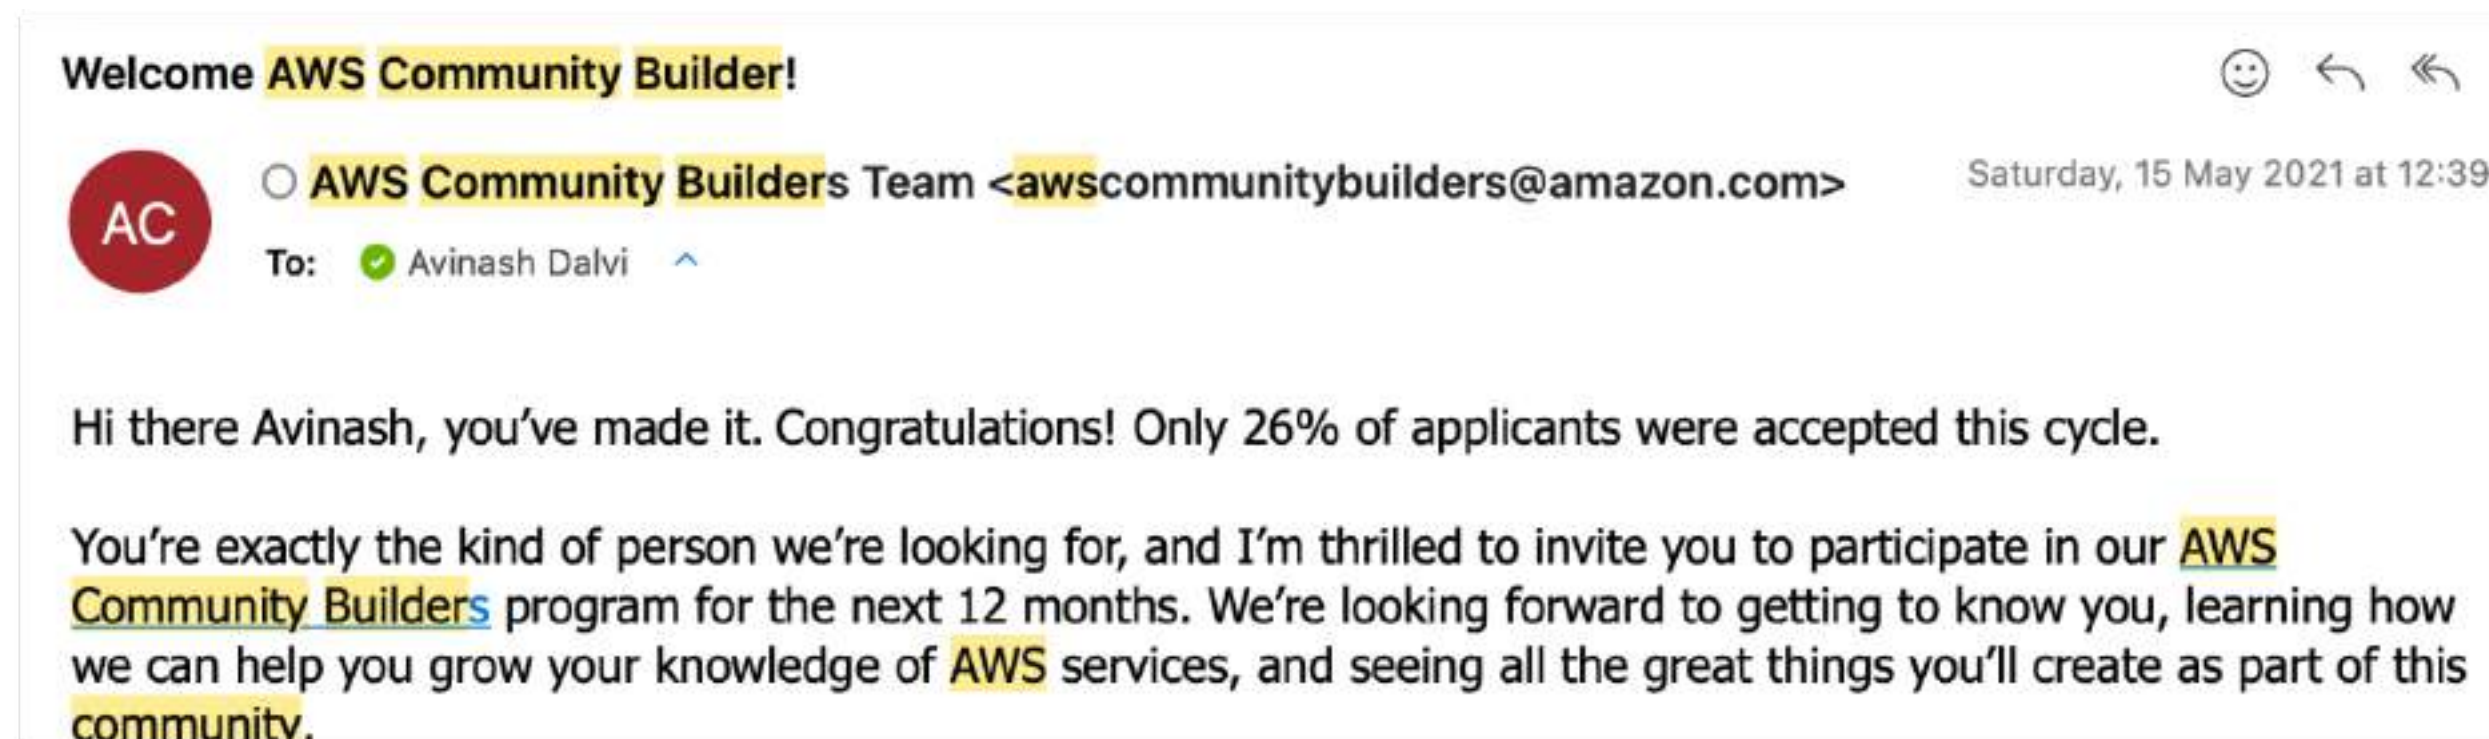 Welcome AWS Community Builder!
AC
AWS Community Builders Team <awscommunitybuilders@amazon.com>
Saturday, 15 May 2021 at 12:39
To: Avinash Dalvi
Hi there Avinash, you’ve made it. Congratulations! Only 26% of applicants were accepted this cycle.
You’re exactly the kind of person we’re looking for, and I’m thrilled to invite you to participate in our AWS
Community Builders program for the next 12 months. We’re looking forward to getting to know you, learning how
we can help you grow your knowledge of AWS services, and seeing all the great things you’ll create as part of this
community.